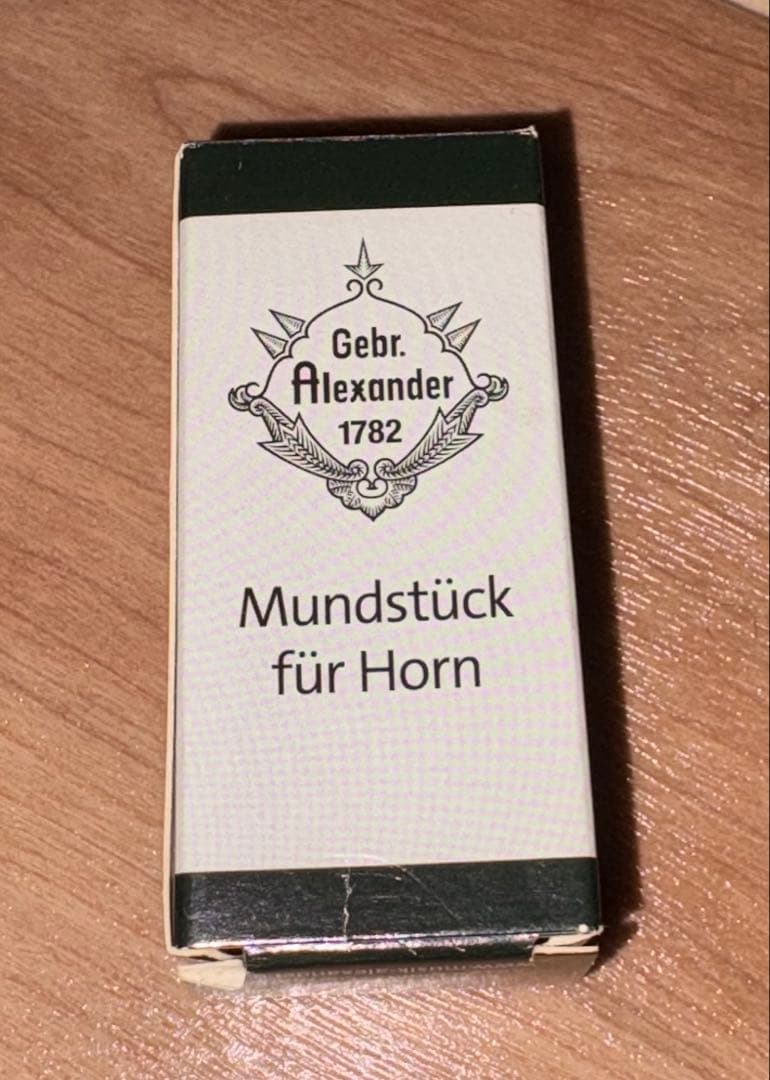 Gebr.
Alexander
1782
Mundstück
für Horn